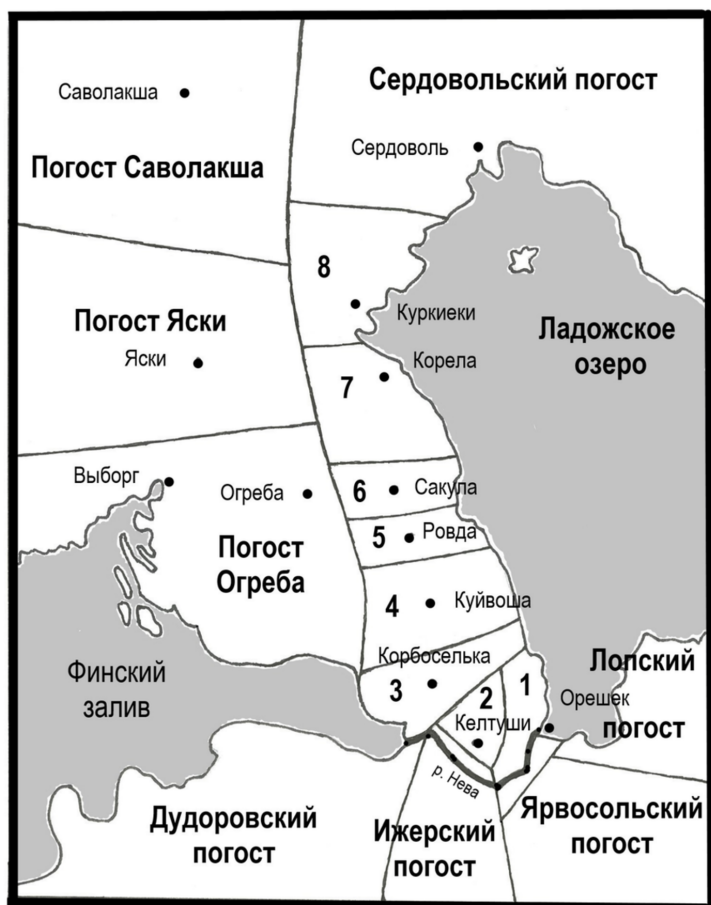 Саволакша
Сердовольский погост
Сердоволь
Погост Саволакша
8
Куркиеки
Погост Яски
Ладожское
озеро
Яски
Корела
7
Выборг
Огреба
6
Сакула
5
Ровда
Погост
Огреба
4
Куйвоша
Корбоселька
Финский
залив
3
2
1
Лопский
погост
Орешек
Келтуши
р. Нева
Дудоровский
погост
Ижерский
погост
Ярвосольский
погост